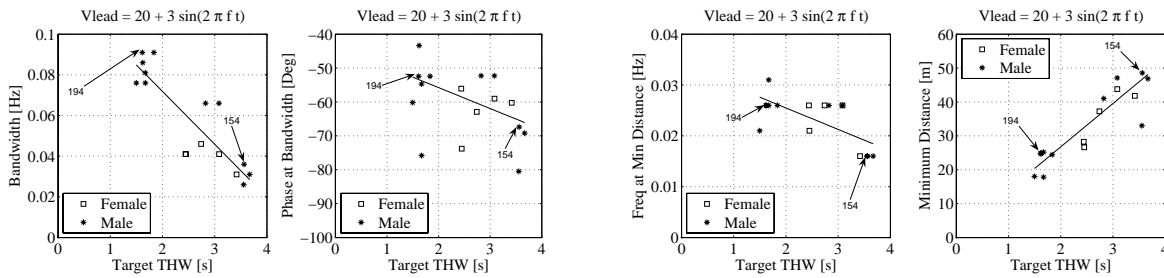 Vlead = 20 + 3 sin(2 π f t)
Bandwidth [Hz]
0.1
0.08
0.06
0.04
0.02
0
194
154
Female
Male
0 1 2 3 4
Target THW [s]
Vlead = 20 + 3 sin(2 π f t)
Phase at Bandwidth [Deg]
−40
−50
−60
−70
−80
−90
−100
194
154
Female
Male
0 1 2 3 4
Target THW [s]
Vlead = 20 + 3 sin(2 π f t)
Freq at Min Distance [Hz]
0.04
0.03
0.02
0.01
0
194
154
Female
Male
0 1 2 3 4
Target THW [s]
Vlead = 20 + 3 sin(2 π f t)
Minimum Distance [m]
60
50
40
30
20
10
0
Female
Male
154
194
0 1 2 3 4
Target THW [s]